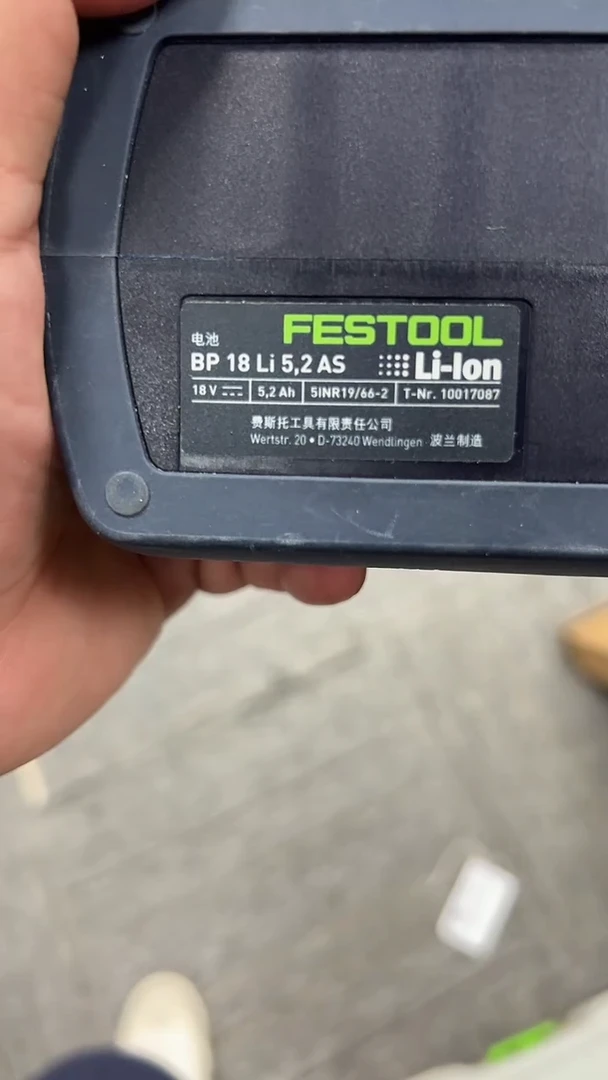 电池
FESTOOL
BP 18 Li 5,2 AS Li-Ion
18 V 5,2 Ah 5INR19/66-2 T-Nr. 10017087
费斯托工具有限责任公司
Wertstr. 20 • D-73240 Wendlingen 波兰制造